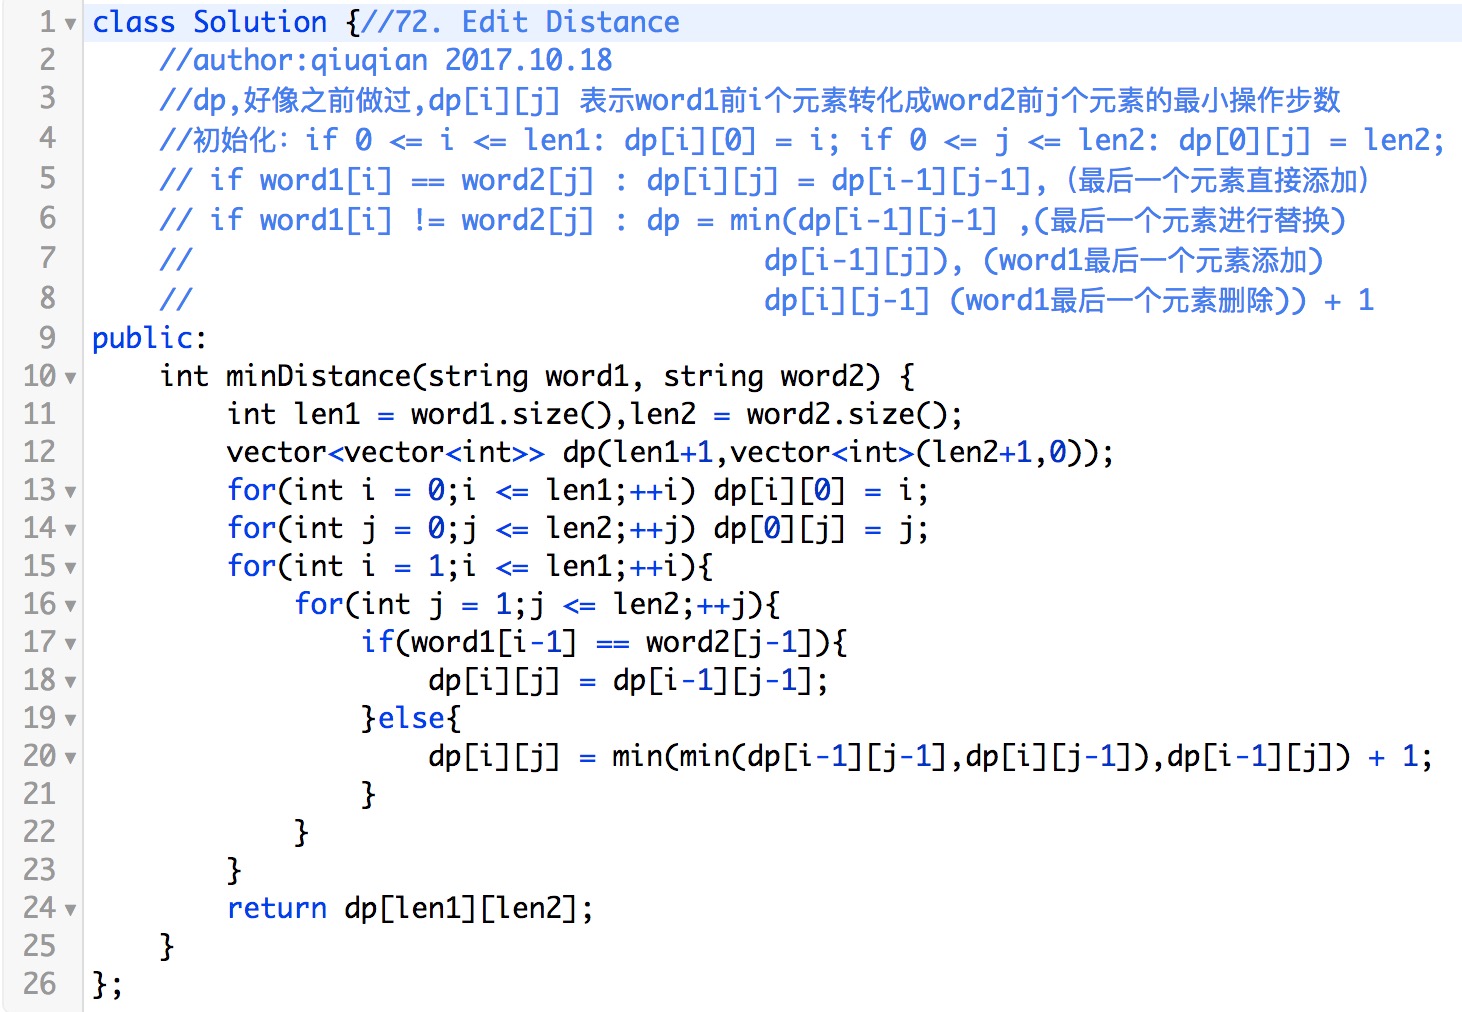 1 class Solution {//72. Edit Distance
2 //author:qiuqian 2017.10.18
3 //dp,好像之前做过,dp[i][j] 表示word1前i个元素转化成word2前j个元素的最小操作步数
4 //初始化：if 0 <= i <= len1: dp[i][0] = i; if 0 <= j <= len2: dp[0][j] = len2;
5 // if word1[i] == word2[j] : dp[i][j] = dp[i-1][j-1],（最后一个元素直接添加）
6 // if word1[i] != word2[j] : dp = min(dp[i-1][j-1] ,(最后一个元素进行替换)
7 // dp[i-1][j]), (word1最后一个元素添加)
8 // dp[i][j-1] (word1最后一个元素删除)) + 1
9 public:
10 int minDistance(string word1, string word2) {
11 int len1 = word1.size(),len2 = word2.size();
12 vector<vector<int>> dp(len1+1,vector<int>(len2+1,0));
13 for(int i = 0;i <= len1;++i) dp[i][0] = i;
14 for(int j = 0;j <= len2;++j) dp[0][j] = j;
15 for(int i = 1;i <= len1;++i){
16 for(int j = 1;j <= len2;++j){
17 if(word1[i-1] == word2[j-1]){
18 dp[i][j] = dp[i-1][j-1];
19 }else{
20 dp[i][j] = min(min(dp[i-1][j-1],dp[i][j-1]),dp[i-1][j]) + 1;
21 }
22 }
23 }
24 return dp[len1][len2];
25 }
26 };